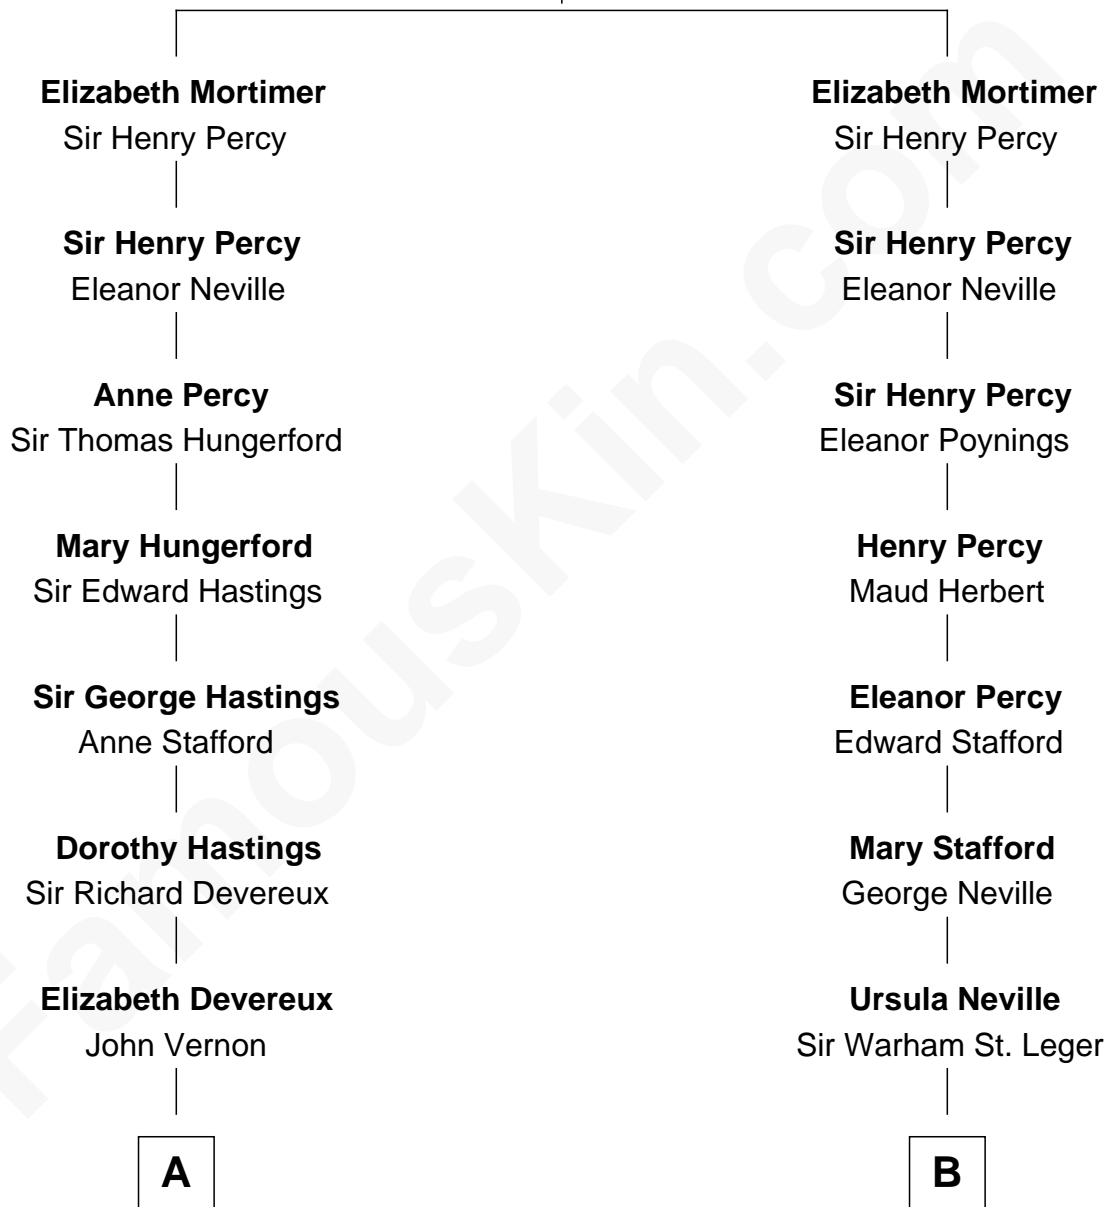 Elizabeth Mortimer
Sir Henry Percy
Sir Henry Percy
Eleanor Neville
Anne Percy
Sir Thomas Hungerford
Mary Hungerford
Sir Edward Hastings
Sir George Hastings
Anne Stafford
Dorothy Hastings
Sir Richard Devereux
Elizabeth Devereux
John Vernon
A
Elizabeth Mortimer
Sir Henry Percy
Sir Henry Percy
Eleanor Neville
Sir Henry Percy
Eleanor Poynings
Henry Percy
Maud Herbert
Eleanor Percy
Edward Stafford
Mary Stafford
George Neville
Ursula Neville
Sir Warham St. Leger
B
FamousKin.com